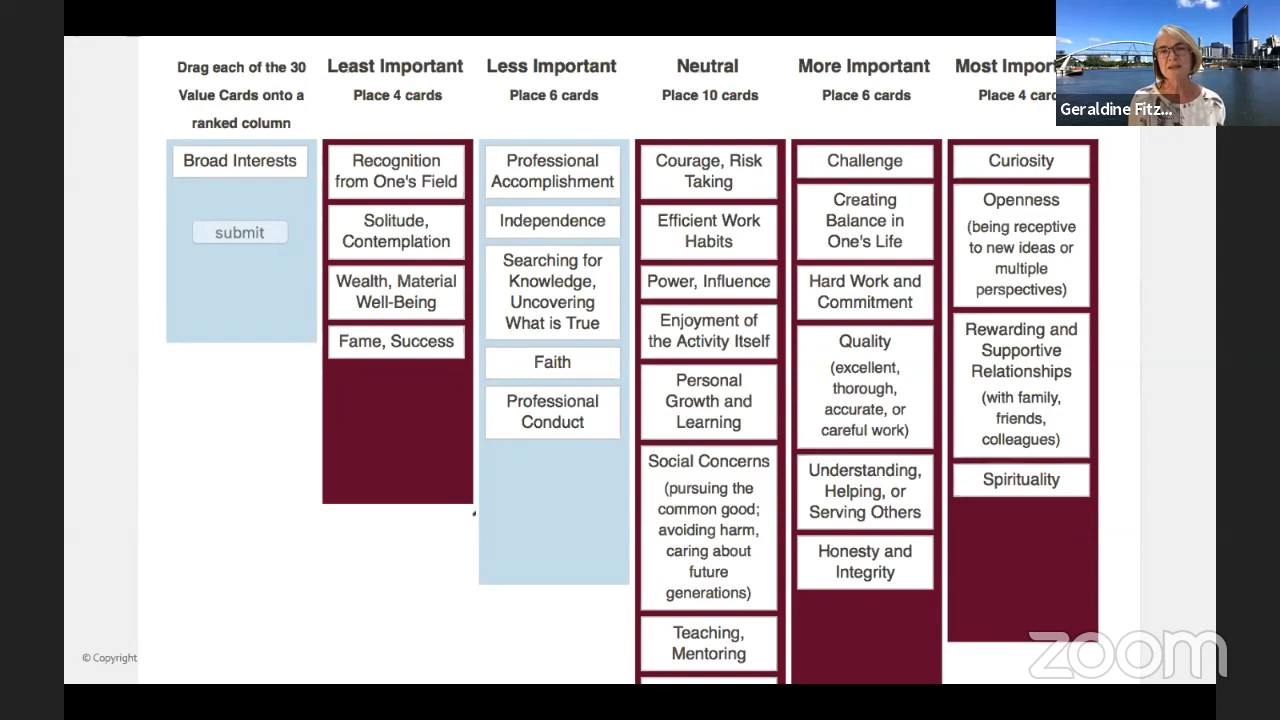 Drag each of the 30
Value Cards onto a
ranked column
Broad Interests
submit
Least Important
Place 4 cards
Recognition
from One's Field
Solitude,
Contemplation
Wealth, Material
Well-Being
Fame, Success
Less Important
Place 6 cards
Professional
Accomplishment
Independence
Searching for
Knowledge,
Uncovering
What is True
Faith
Professional
Conduct
Neutral
Place 10 cards
Courage, Risk
Taking
Efficient Work
Habits
Power, Influence
Enjoyment of
the Activity Itself
Personal
Growth and
Learning
Social Concerns
(pursuing the
common good;
avoiding harm,
caring about
future
generations)
Teaching,
Mentoring
More Important
Place 6 cards
Challenge
Creating
Balance in
One's Life
Hard Work and
Commitment
Quality
(excellent,
thorough,
accurate, or
careful work)
Understanding,
Helping, or
Serving Others
Honesty and
Integrity
Most Impor
Place 4 car
Curiosity
Openness
(being receptive
to new ideas or
multiple
perspectives)
Rewarding and
Supportive
Relationships
(with family,
friends,
colleagues)
Spirituality
Geraldine Fitz...
© Copyright
zoom